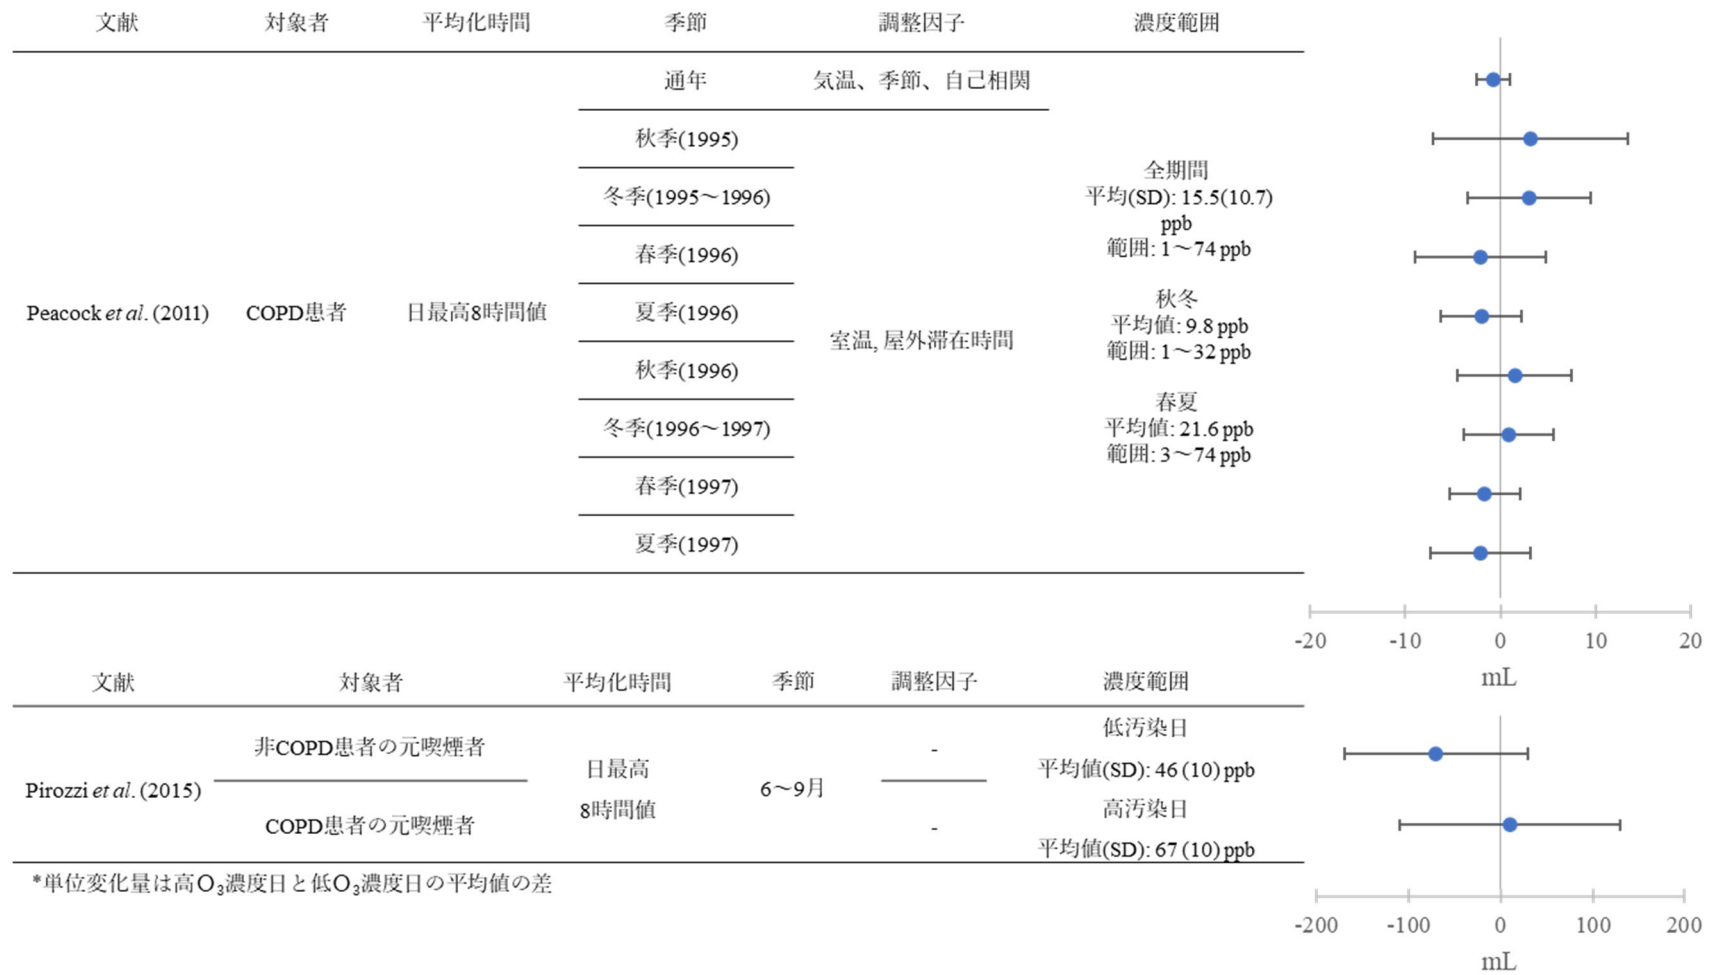 文献 対象者 平均化時間 季節 調整因子 濃度範囲
通年 気温、季節、自己相関
秋季(1995)
冬季(1995～1996)
春季(1996)
夏季(1996)
秋季(1996)
冬季(1996～1997)
春季(1997)
夏季(1997)
Peacock et al. (2011) COPD患者 日最高8時間値
室温, 屋外滞在時間
全期間
平均(SD): 15.5(10.7)
ppb
範囲: 1～74 ppb
秋冬
平均値: 9.8 ppb
範囲: 1～32 ppb
春夏
平均値: 21.6 ppb
範囲: 3～74 ppb
-20 -10 0 10 20
mL
文献 対象者 平均化時間 季節 調整因子 濃度範囲
Pirozzi et al. (2015)
非COPD患者の元喫煙者 -
COPD患者の元喫煙者 -
日最高
8時間値
6～9月
低汚染日
平均値(SD): 46 (10) ppb
高汚染日
平均値(SD): 67 (10) ppb
*単位変化量は高O₃濃度日と低O₃濃度日の平均値の差
-200 -100 0 100 200
mL